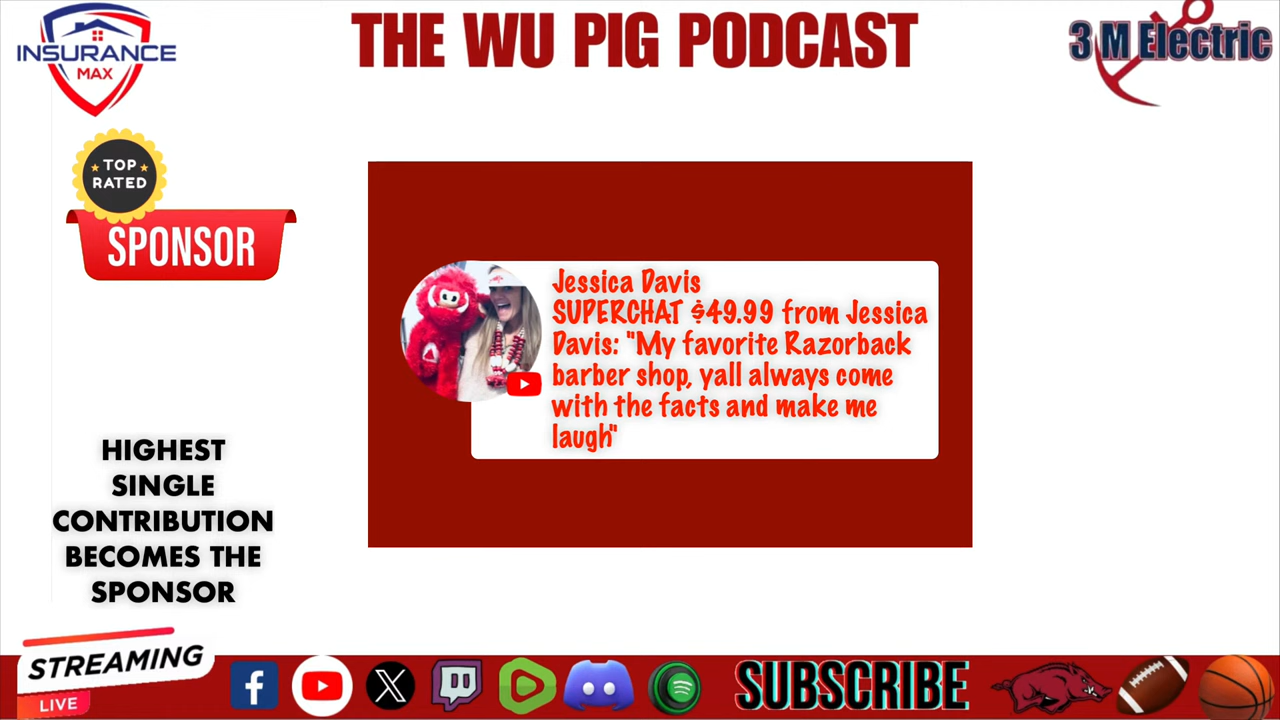 INSURANCE
MAX
THE WU PIG PODCAST
3 M Electric
TOP
RATED
SPONSOR
Jessica Davis
SUPERCHAT $49.99 from Jessica
Davis: "My favorite Razorback
barber shop, yall always come
with the facts and make me
laugh"
HIGHEST
SINGLE
CONTRIBUTION
BECOMES THE
SPONSOR
STREAMING
LIVE
SUBSCRIBE